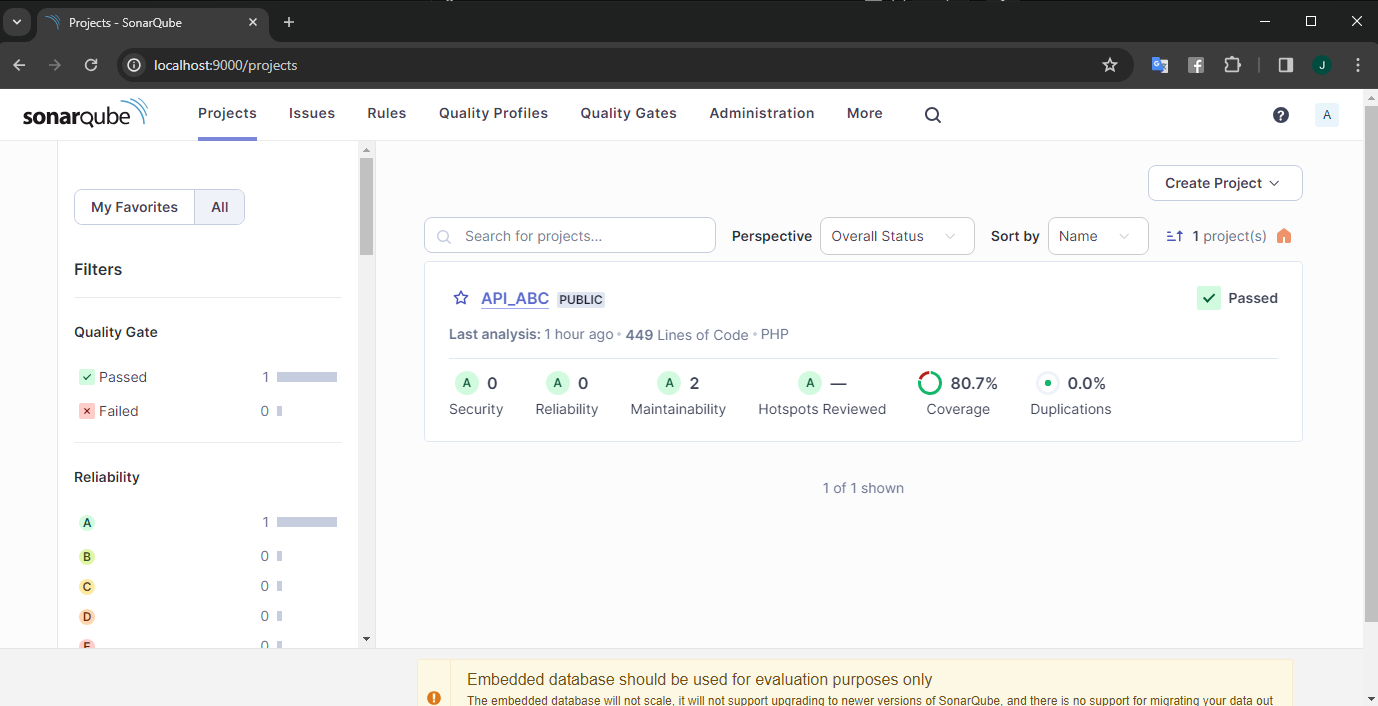 Projects - SonarQube
localhost:9000/projects
J
sonarqube Projects Issues Rules Quality Profiles Quality Gates Administration More ? A
Create Project
My Favorites All
Search for projects... Perspective Overall Status Sort by Name 1 project(s)
Filters
API_ABC PUBLIC Passed
Quality Gate
Last analysis: 1 hour ago • 449 Lines of Code • PHP
Passed 1
Failed 0
A 0 A 0 A 2 A — 80.7% 0.0%
Security Reliability Maintainability Hotspots Reviewed Coverage Duplications
Reliability
1 of 1 shown
A 1
B 0
C 0
D 0
E 0
Embedded database should be used for evaluation purposes only
The embedded database will not scale, it will not support upgrading to newer versions of SonarQube, and there is no support for migrating your data out